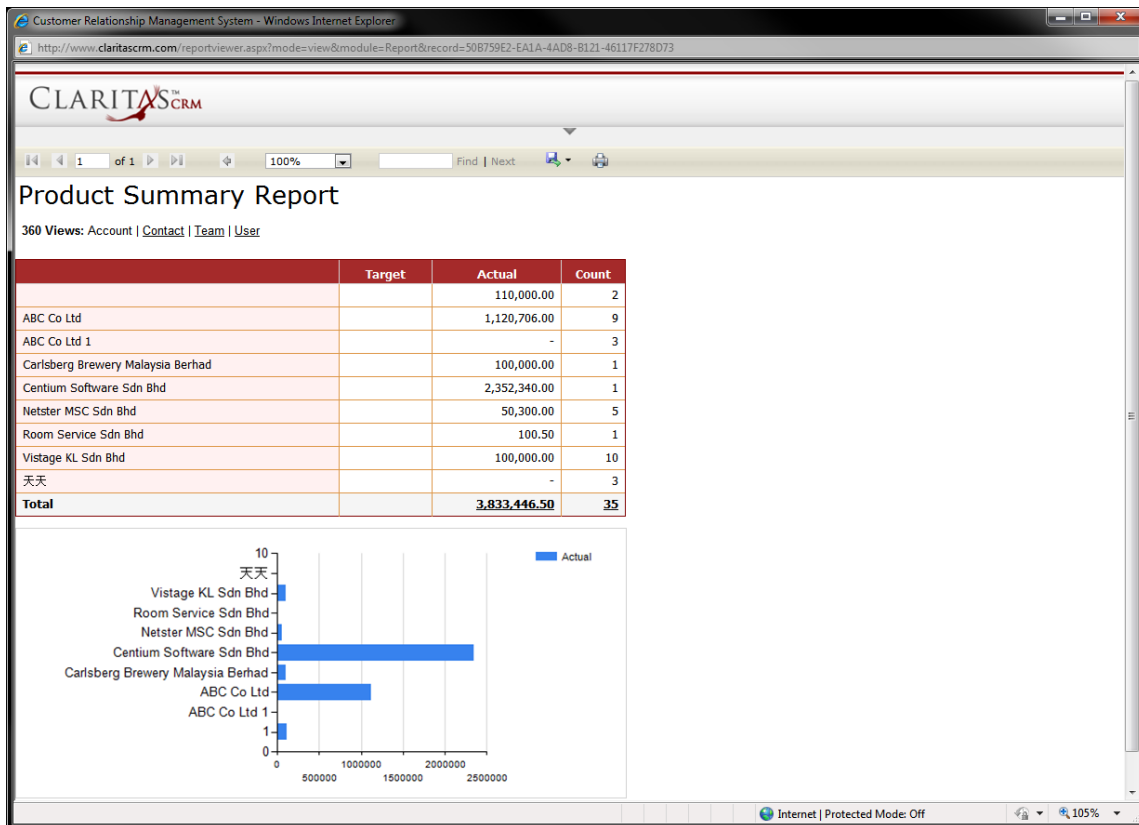 Customer Relationship Management System - Windows Internet Explorer
http://www.claritascrm.com/reportviewer.aspx?mode=view&module=Report&record=50B759E2-EA1A-4AD8-B121-46117F278D73
CLARITAS™CRM
1 of 1 100% Find | Next
Product Summary Report
360 Views: Account | Contact | Team | User
Target Actual Count
110,000.00 2
ABC Co Ltd 1,120,706.00 9
ABC Co Ltd 1 - 3
Carlsberg Brewery Malaysia Berhad 100,000.00 1
Centium Software Sdn Bhd 2,352,340.00 1
Netster MSC Sdn Bhd 50,300.00 5
Room Service Sdn Bhd 100.50 1
Vistage KL Sdn Bhd 100,000.00 10
天天 - 3
Total 3,833,446.50 35
10 Actual
天天
Vistage KL Sdn Bhd
Room Service Sdn Bhd
Netster MSC Sdn Bhd
Centium Software Sdn Bhd
Carlsberg Brewery Malaysia Berhad
ABC Co Ltd
ABC Co Ltd 1
1
0
0 1000000 2000000
500000 1500000 2500000
Internet | Protected Mode: Off 105%